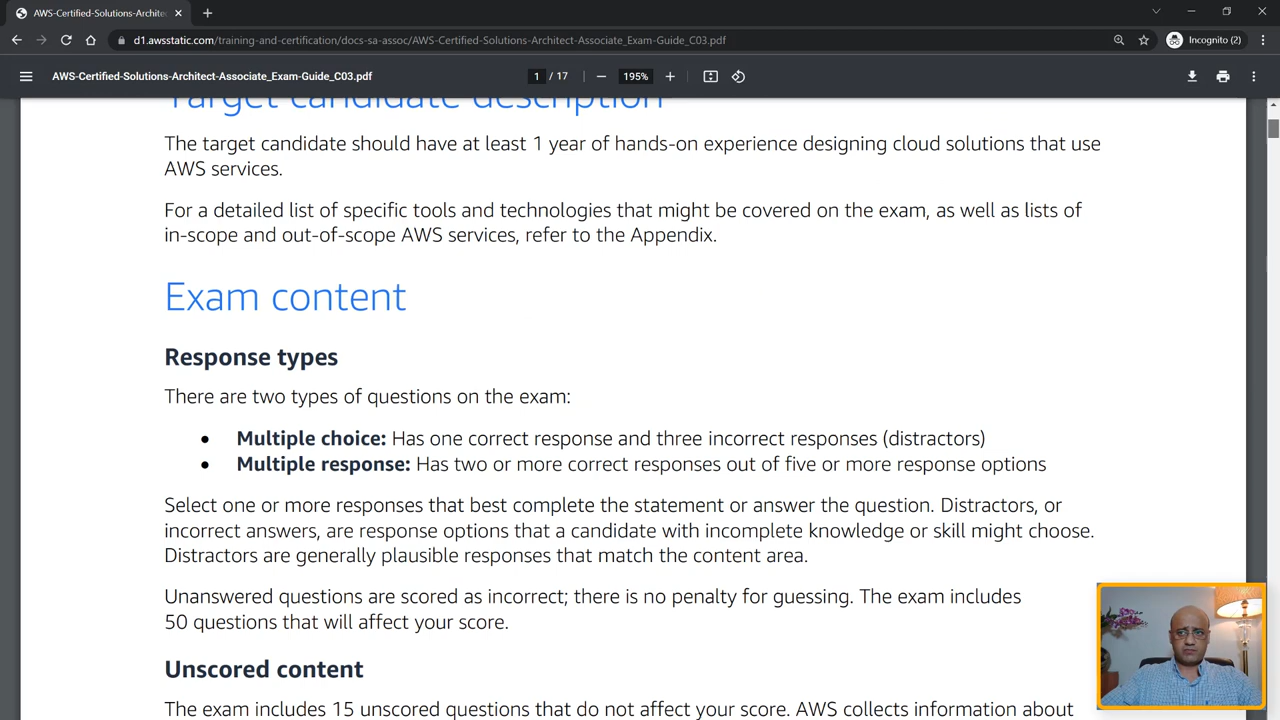 AWS-Certified-Solutions-Archite
d1.awsstatic.com/training-and-certification/docs-sa-assoc/AWS-Certified-Solutions-Architect-Associate_Exam-Guide_C03.pdf
Incognito (2)
AWS-Certified-Solutions-Architect-Associate_Exam-Guide_C03.pdf
1 / 17
195%
Target candidate description
The target candidate should have at least 1 year of hands-on experience designing cloud solutions that use
AWS services.
For a detailed list of specific tools and technologies that might be covered on the exam, as well as lists of
in-scope and out-of-scope AWS services, refer to the Appendix.
Exam content
Response types
There are two types of questions on the exam:
• Multiple choice: Has one correct response and three incorrect responses (distractors)
• Multiple response: Has two or more correct responses out of five or more response options
Select one or more responses that best complete the statement or answer the question. Distractors, or
incorrect answers, are response options that a candidate with incomplete knowledge or skill might choose.
Distractors are generally plausible responses that match the content area.
Unanswered questions are scored as incorrect; there is no penalty for guessing. The exam includes
50 questions that will affect your score.
Unscored content
The exam includes 15 unscored questions that do not affect your score. AWS collects information about